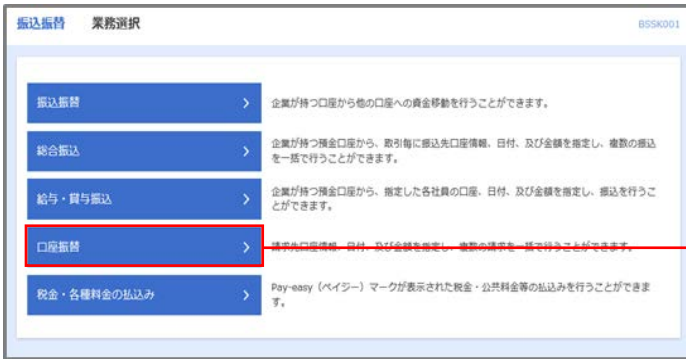 振込振替 業務選択 BSSK001
振込振替 企業が持つ口座から他の口座への資金移動を行うことができます。
総合振込 企業が持つ預金口座から、取引毎に振込先口座情報、日付、及び金額を指定し、複数の振込
を一括で行うことができます。
給与・賞与振込 企業が持つ預金口座から、指定した各社員の口座、日付、及び金額を指定し、振込を行うこ
とができます。
口座振替 請求先口座情報、日付、及び金額を指定し、複数の請求を一括で行うことができます。
税金・各種料金の払込み Pay-easy（ペイジー）マークが表示された税金・公共料金等の払込みを行うことができま
す。